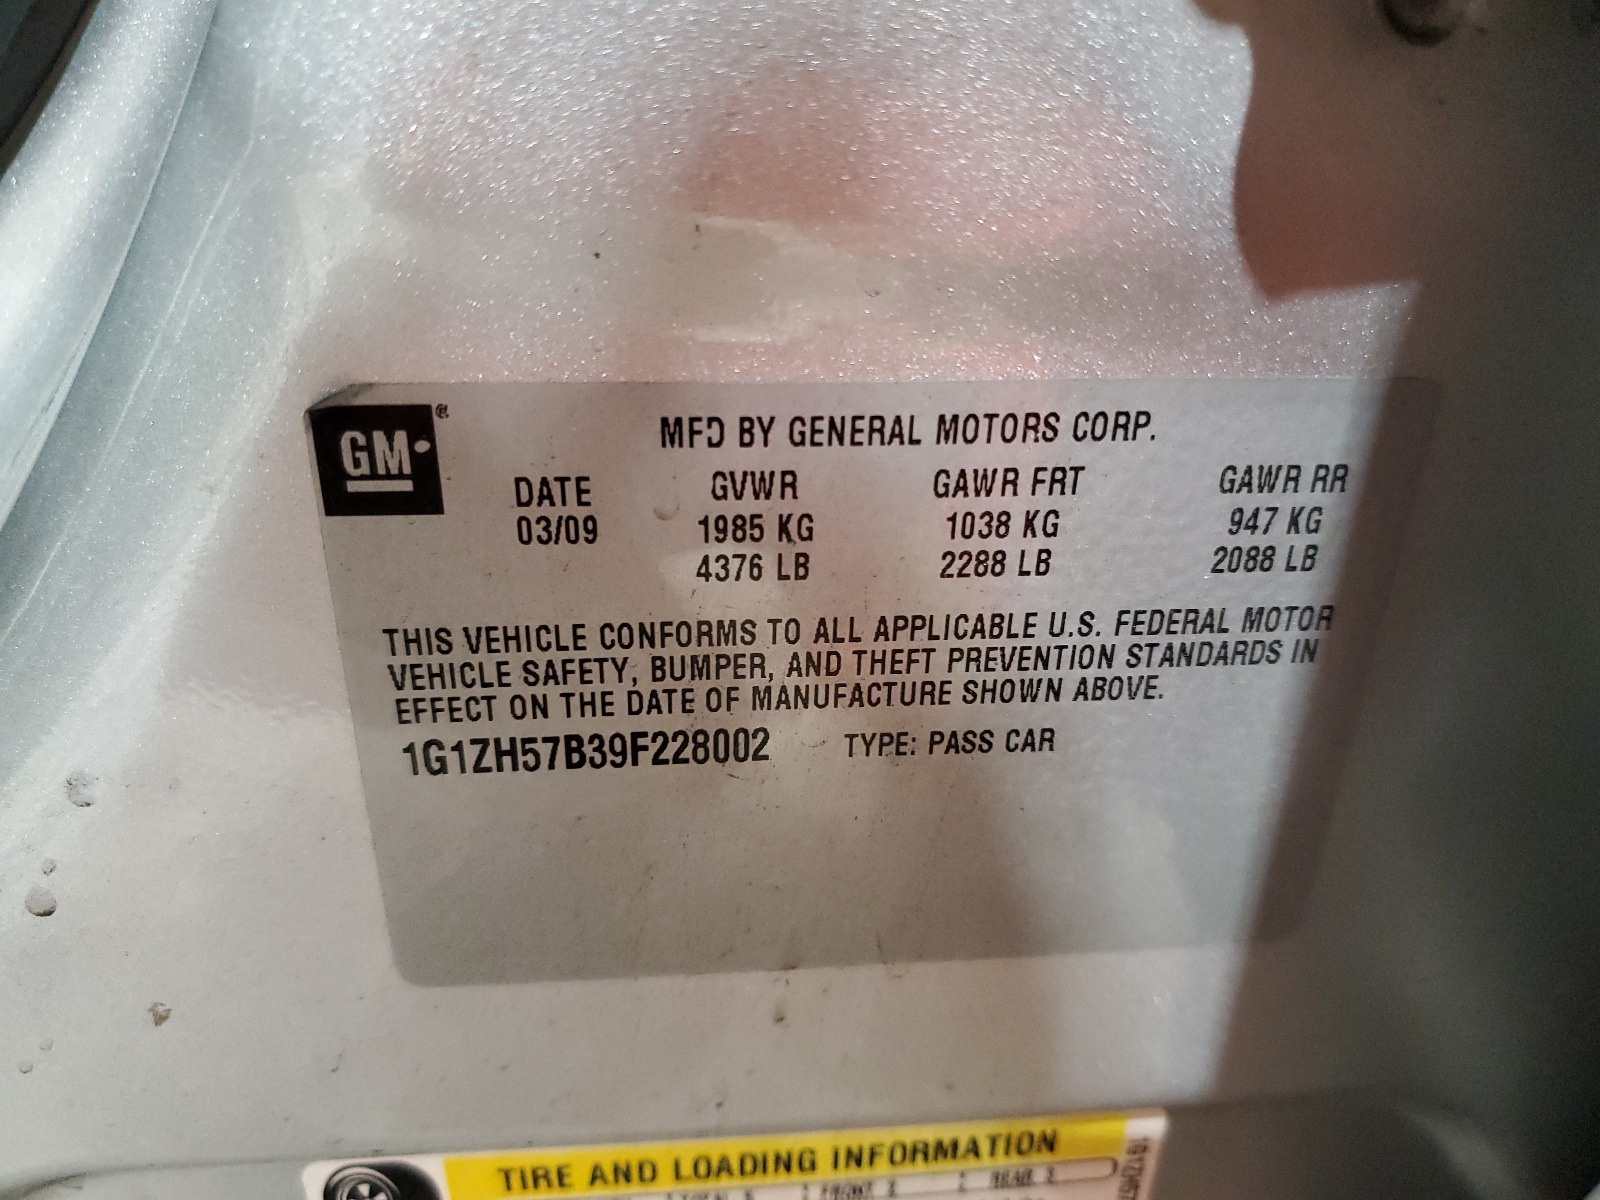 GM ®
MFD BY GENERAL MOTORS CORP.
DATE GVWR GAWR FRT GAWR RR
03/09 1985 KG 1038 KG 947 KG
4376 LB 2288 LB 2088 LB
THIS VEHICLE CONFORMS TO ALL APPLICABLE U.S. FEDERAL MOTOR
VEHICLE SAFETY, BUMPER, AND THEFT PREVENTION STANDARDS IN
EFFECT ON THE DATE OF MANUFACTURE SHOWN ABOVE.
1G1ZH57B39F228002 TYPE: PASS CAR
TIRE AND LOADING INFORMATION